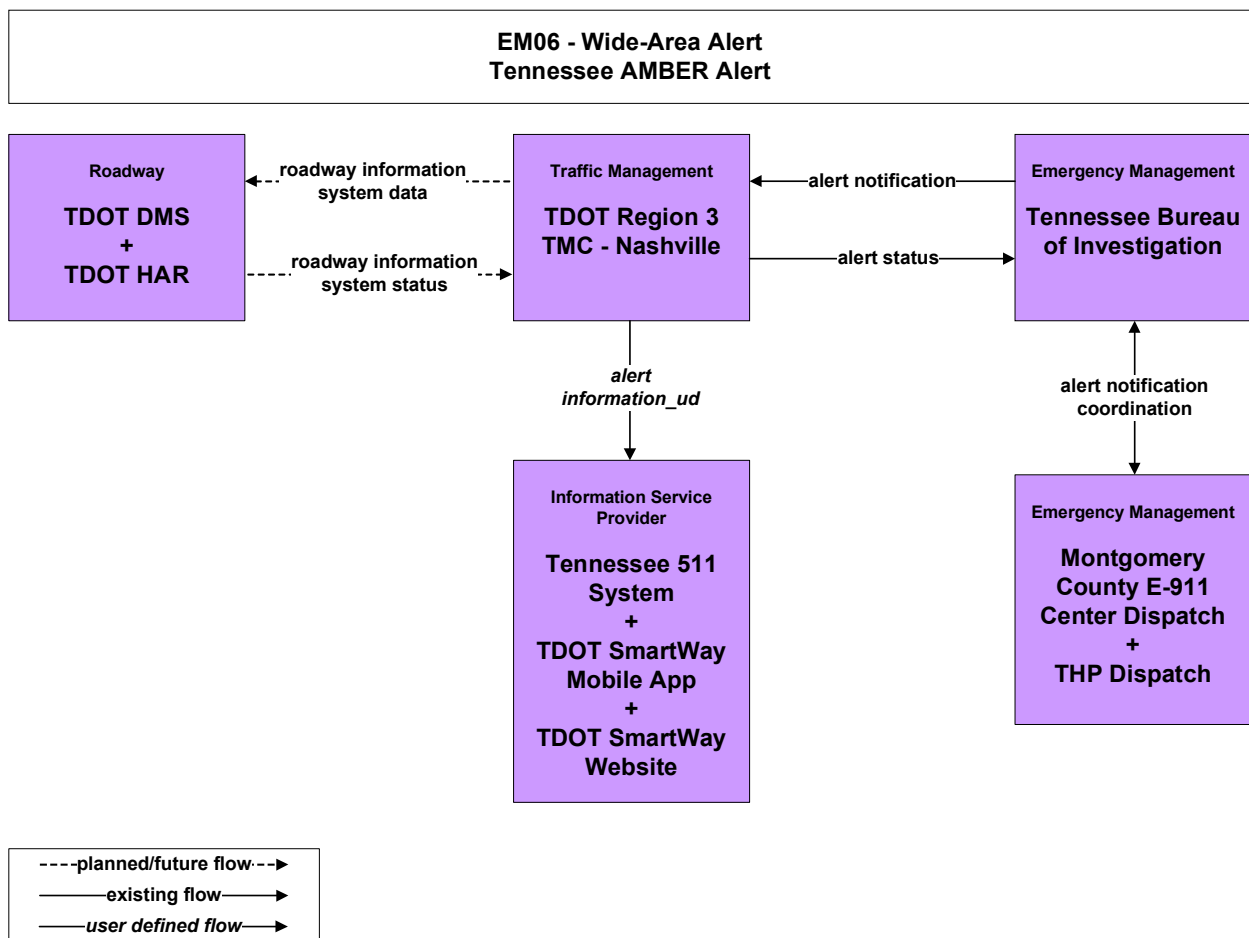 EM06 - Wide-Area Alert
Tennessee AMBER Alert
Roadway
TDOT DMS
+
TDOT HAR
roadway information
system data
roadway information
system status
Traffic Management
TDOT Region 3
TMC - Nashville
alert notification
alert status
Emergency Management
Tennessee Bureau
of Investigation
alert
information_ud
alert notification
coordination
Information Service
Provider
Tennessee 511
System
+
TDOT SmartWay
Mobile App
+
TDOT SmartWay
Website
Emergency Management
Montgomery
County E-911
Center Dispatch
+
THP Dispatch
planned/future flow
existing flow
user defined flow